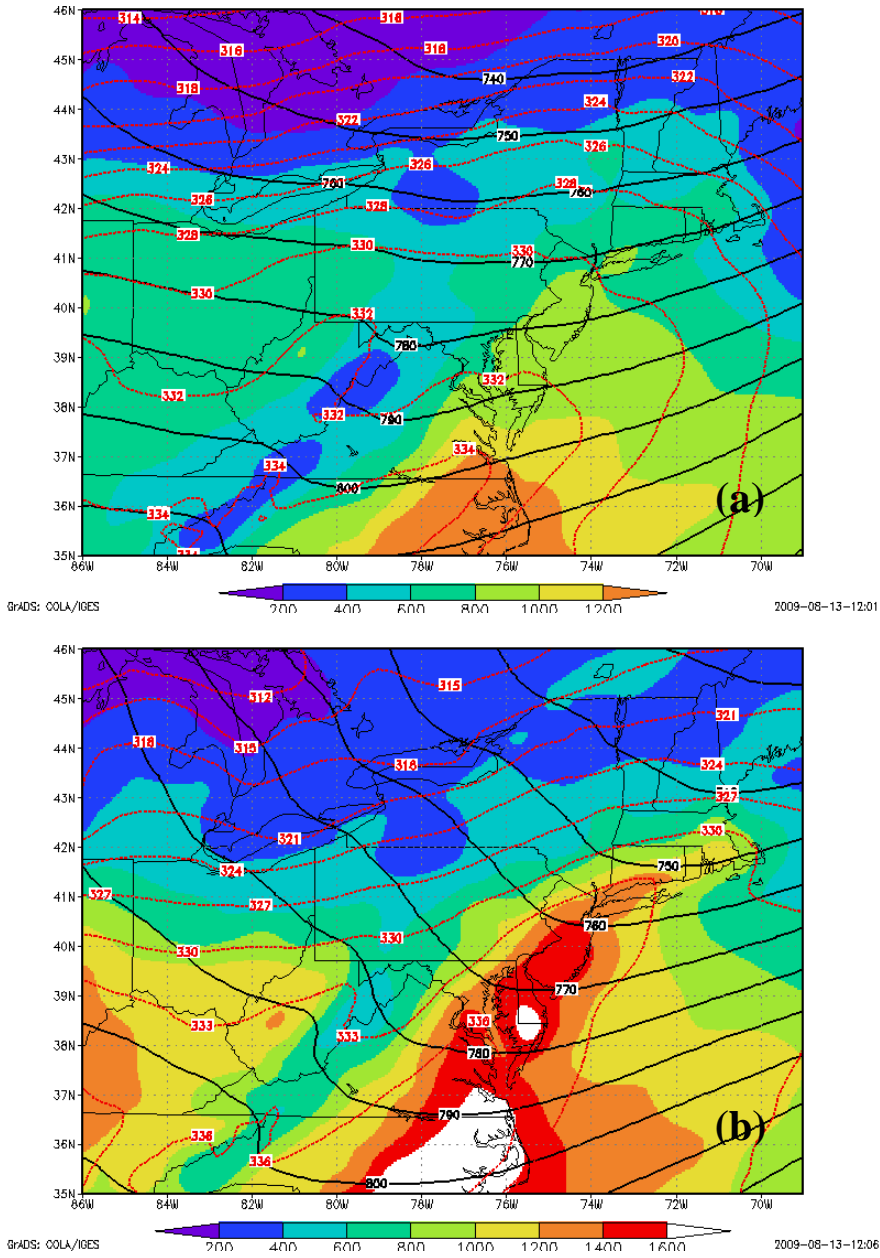 46N
45N
44N
43N
42N
41N
40N
39N
38N
37N
36N
35N
314 316 316
316 318 320
318 740 322
322 750 324
324 326 326
326 760 328 760
328 328
330 330 770
330
332 780
332 332
332 790
334 334
334 800
334
(a)
86W 84W 82W 80W 78W 76W 74W 72W 70W
200 400 600 800 1000 1200
GrADS: COLA/IGES 2009-08-13-12:01
46N
45N
44N
43N
42N
41N
40N
39N
38N
37N
36N
35N
312 315
318 315 321
318 324
321 327
324 330
327 327 750
330 330 760
333 770
333 336 780
336 790
336 800
(b)
86W 84W 82W 80W 78W 76W 74W 72W 70W
200 400 600 800 1000 1200 1400 1600
GrADS: COLA/IGES 2009-08-13-12:06